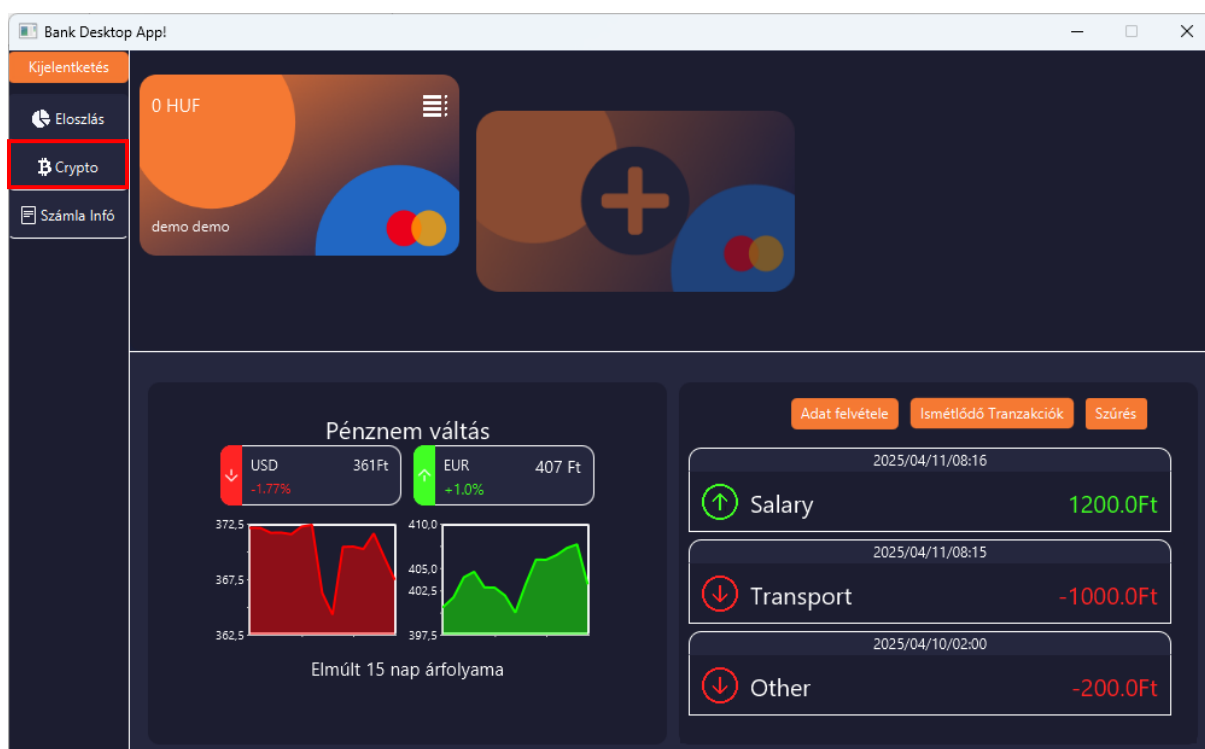 Bank Desktop App!
Kijelentketés
Eloszlás
Crypto
Számla Infó
0 HUF
demo demo
Pénznem váltás
USD 361Ft
-1.77%
EUR 407 Ft
+1.0%
372,5
367,5
362,5
410,0
405,0
402,5
397,5
Elmúlt 15 nap árfolyama
Adat felvétele
Ismétlődő Tranzakciók
Szűrés
2025/04/11/08:16
Salary 1200.0Ft
2025/04/11/08:15
Transport -1000.0Ft
2025/04/10/02:00
Other -200.0Ft